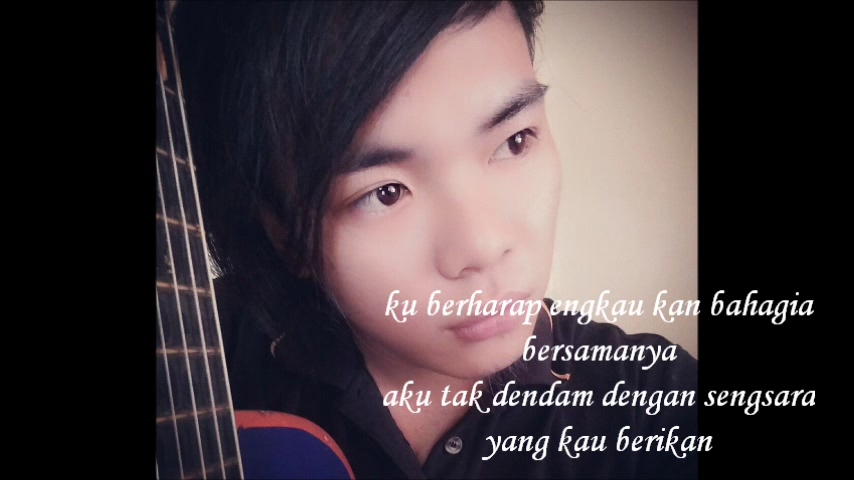 ku berharap engkau kan bahagia
bersamanya
aku tak dendam dengan sengsara
yang kau berikan